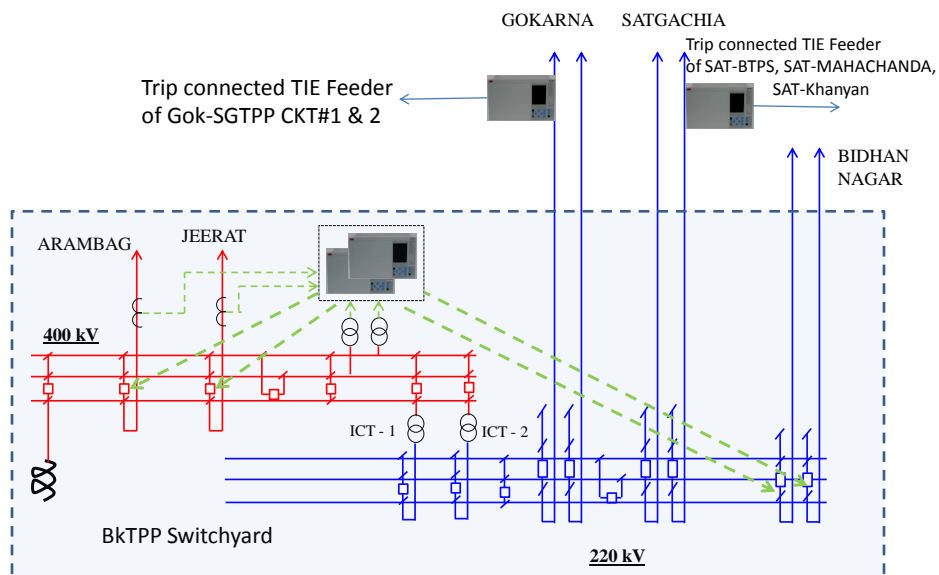 GOKARNA
SATGACHIA
Trip connected TIE Feeder
of SAT-BTPS, SAT-MAHACHANDA,
SAT-Khanyan
Trip connected TIE Feeder
of Gok-SGTPP CKT#1 & 2
BIDHAN
NAGAR
ARAMBAG
JEERAT
400 kV
ICT - 1
ICT - 2
BkTPP Switchyard
220 kV